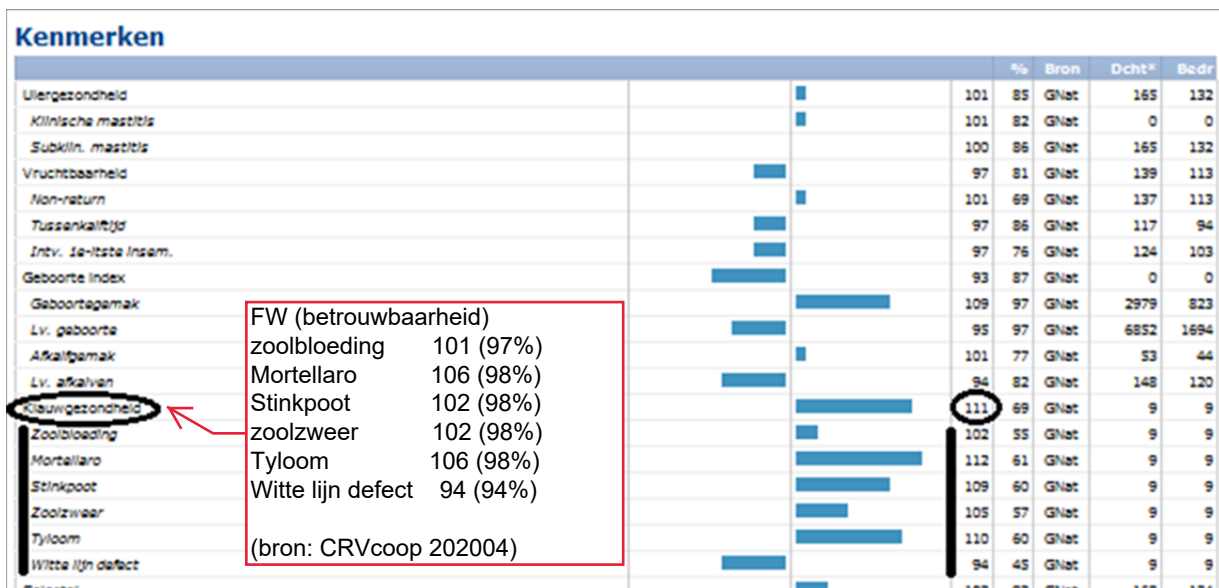 Kenmerken
% Bron Dcht* Bedr
Uiergezondheid 101 85 GNat 165 132
Klinische mastitis 101 82 GNat 0 0
Subklin. mastitis 100 86 GNat 165 132
Vruchtbaarheid 97 81 GNat 139 113
Non-return 101 69 GNat 137 113
Tussenkalftijd 97 86 GNat 117 94
Intv. 1e-ltste insem. 97 76 GNat 124 103
Geboorte index 93 87 GNat 0 0
Geboortegemak 109 97 GNat 2979 823
Lv. geboorte 95 97 GNat 6852 1694
Afkalfgemak 101 77 GNat 53 44
Lv. afkalven 94 82 GNat 148 120
Klauwgezondheid 111 69 GNat 9 9
Zoolbloeding 102 55 GNat 9 9
Mortellaro 112 61 GNat 9 9
Stinkpoot 109 60 GNat 9 9
Zoolzweer 105 57 GNat 9 9
Tyloom 110 60 GNat 9 9
Witte lijn defect 94 45 GNat 9 9
FW (betrouwbaarheid)
zoolbloeding 101 (97%)
Mortellaro 106 (98%)
Stinkpoot 102 (98%)
zoolzweer 102 (98%)
Tyloom 106 (98%)
Witte lijn defect 94 (94%)
(bron: CRVcoop 202004)